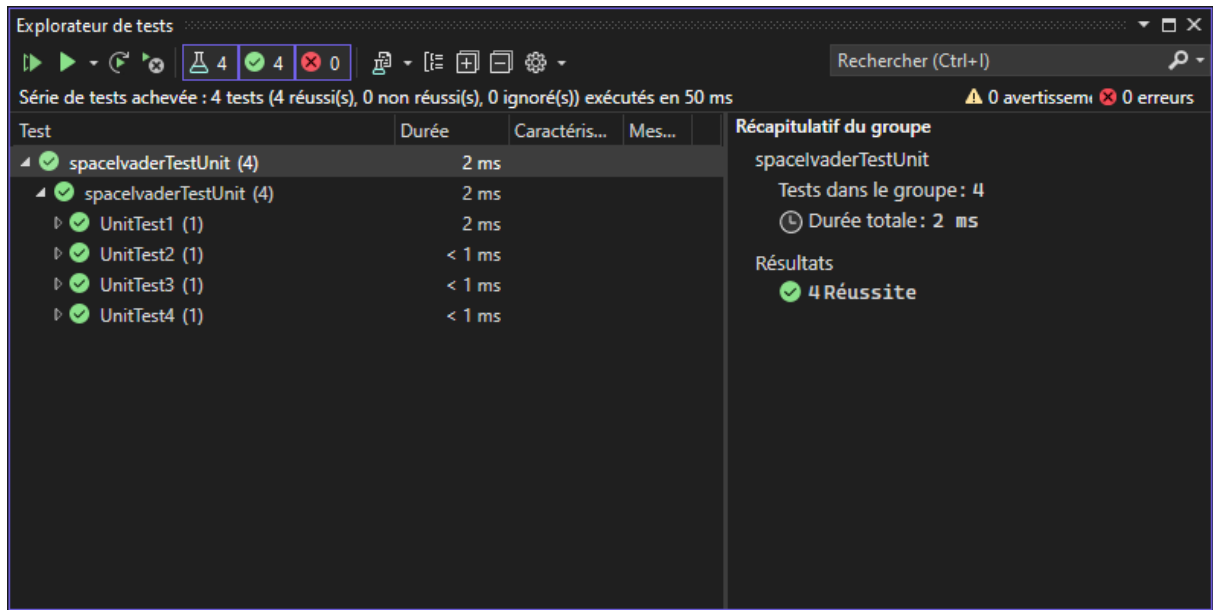 Explorateur de tests
4 4 0
Rechercher (Ctrl+I)
Série de tests achevée : 4 tests (4 réussi(s), 0 non réussi(s), 0 ignoré(s)) exécutés en 50 ms
0 avertisseme 0 erreurs
Test Durée Caractéris... Mes...
spaceIvaderTestUnit (4) 2 ms
spaceIvaderTestUnit (4) 2 ms
UnitTest1 (1) 2 ms
UnitTest2 (1) < 1 ms
UnitTest3 (1) < 1 ms
UnitTest4 (1) < 1 ms
Récapitulatif du groupe
spaceIvaderTestUnit
Tests dans le groupe : 4
Durée totale : 2 ms
Résultats
4 Réussite